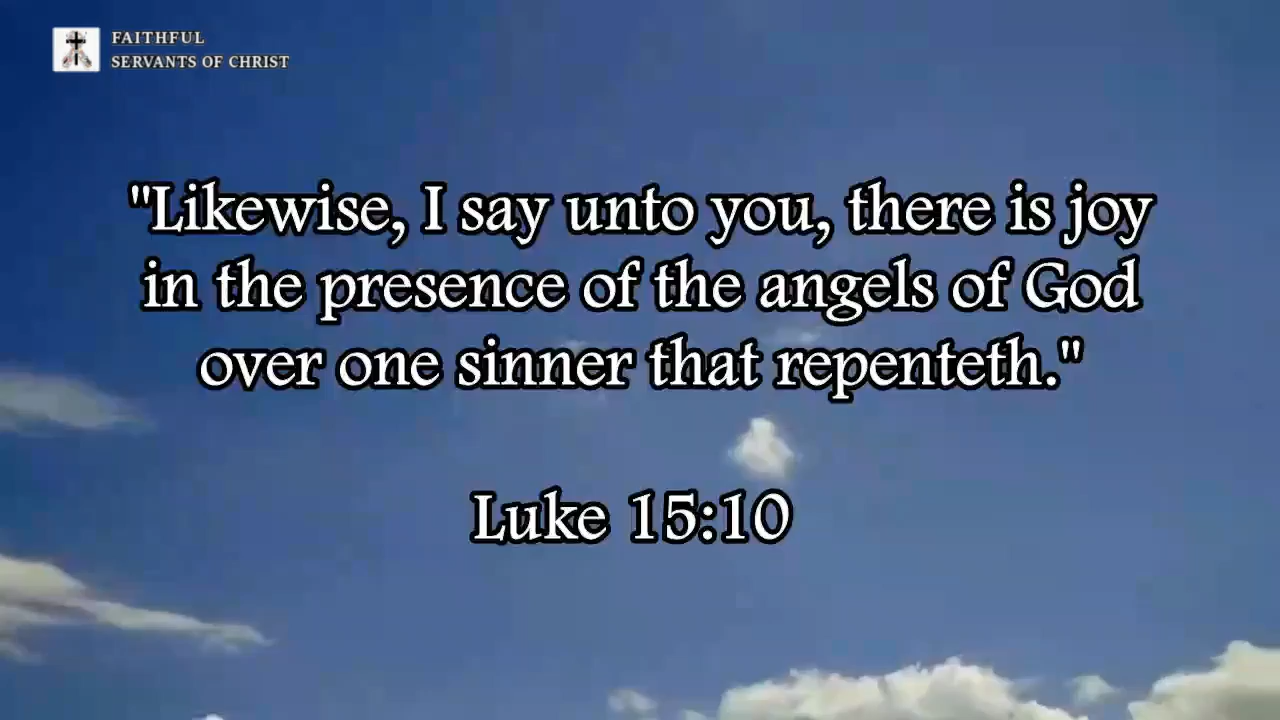 FAITHFUL
SERVANTS OF CHRIST
"Likewise, I say unto you, there is joy
in the presence of the angels of God
over one sinner that repenteth."
Luke 15:10